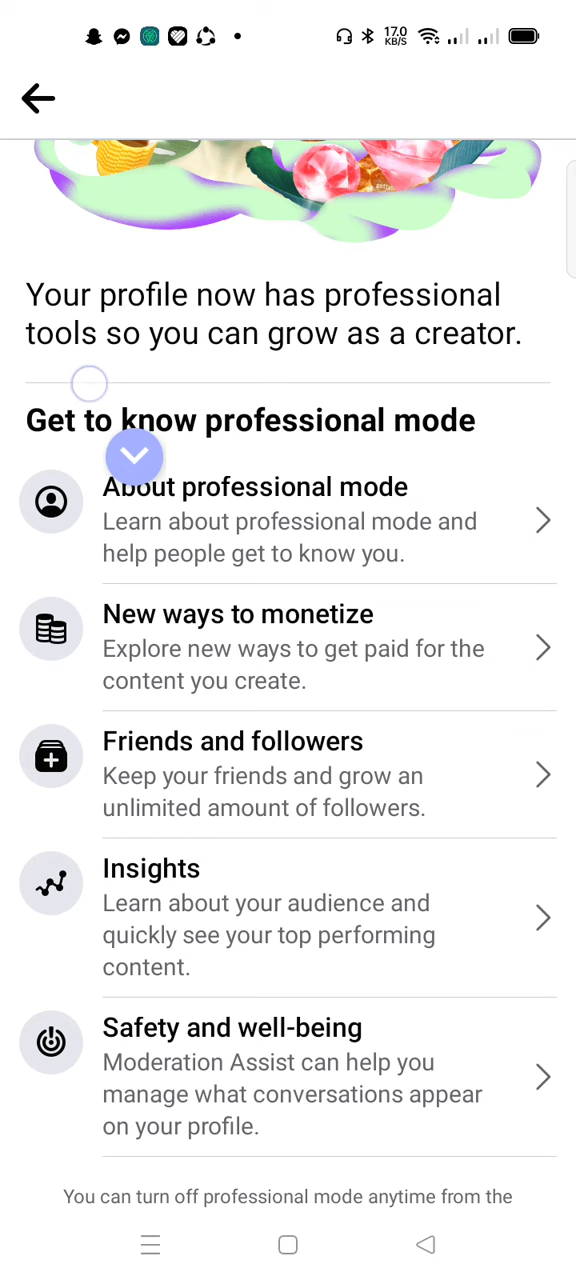 17.0
KB/S
Your profile now has professional
tools so you can grow as a creator.
Get to know professional mode
About professional mode
Learn about professional mode and
help people get to know you.
New ways to monetize
Explore new ways to get paid for the
content you create.
Friends and followers
Keep your friends and grow an
unlimited amount of followers.
Insights
Learn about your audience and
quickly see your top performing
content.
Safety and well-being
Moderation Assist can help you
manage what conversations appear
on your profile.
You can turn off professional mode anytime from the